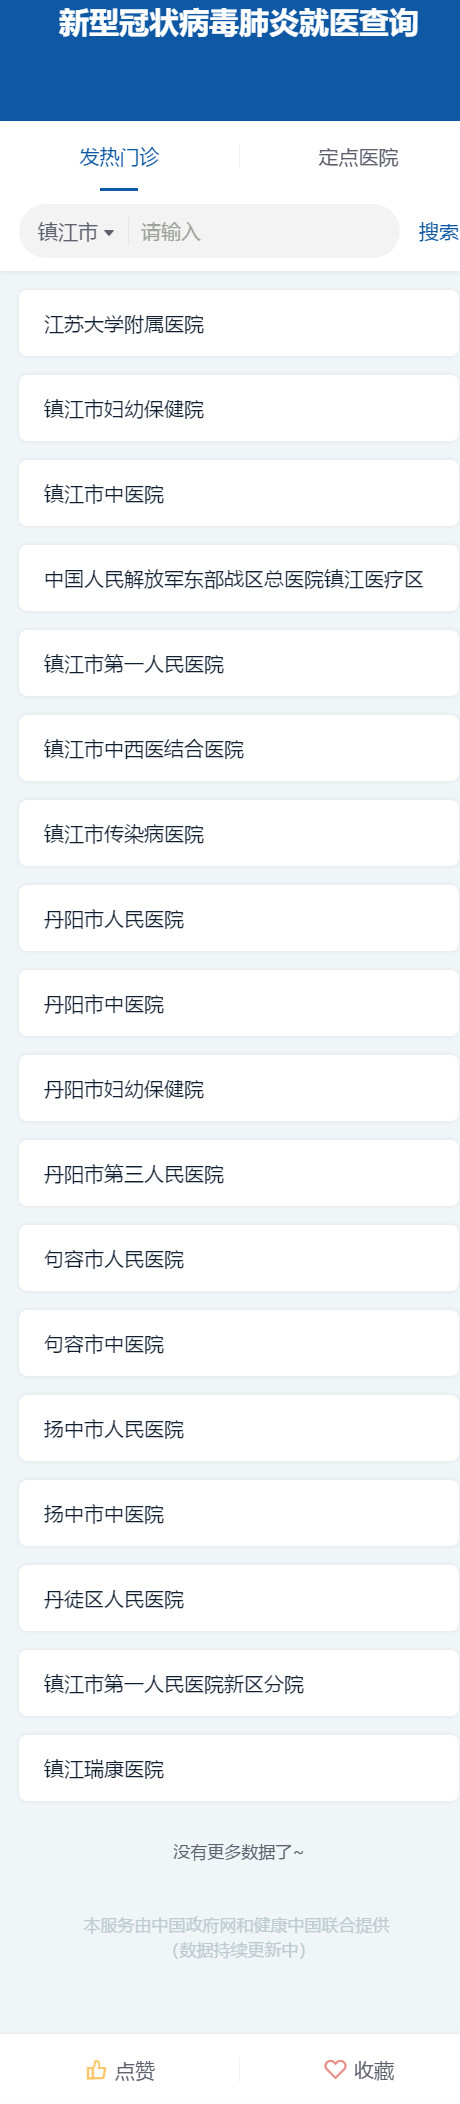 新型冠状病毒肺炎就医查询
发热门诊 定点医院
镇江市 请输入 搜索
江苏大学附属医院
镇江市妇幼保健院
镇江市中医院
中国人民解放军东部战区总医院镇江医疗区
镇江市第一人民医院
镇江市中西医结合医院
镇江市传染病医院
丹阳市人民医院
丹阳市中医院
丹阳市妇幼保健院
丹阳市第三人民医院
句容市人民医院
句容市中医院
扬中市人民医院
扬中市中医院
丹徒区人民医院
镇江市第一人民医院新区分院
镇江瑞康医院
没有更多数据了~
本服务由中国政府网和健康中国联合提供
(数据持续更新中)
点赞 收藏